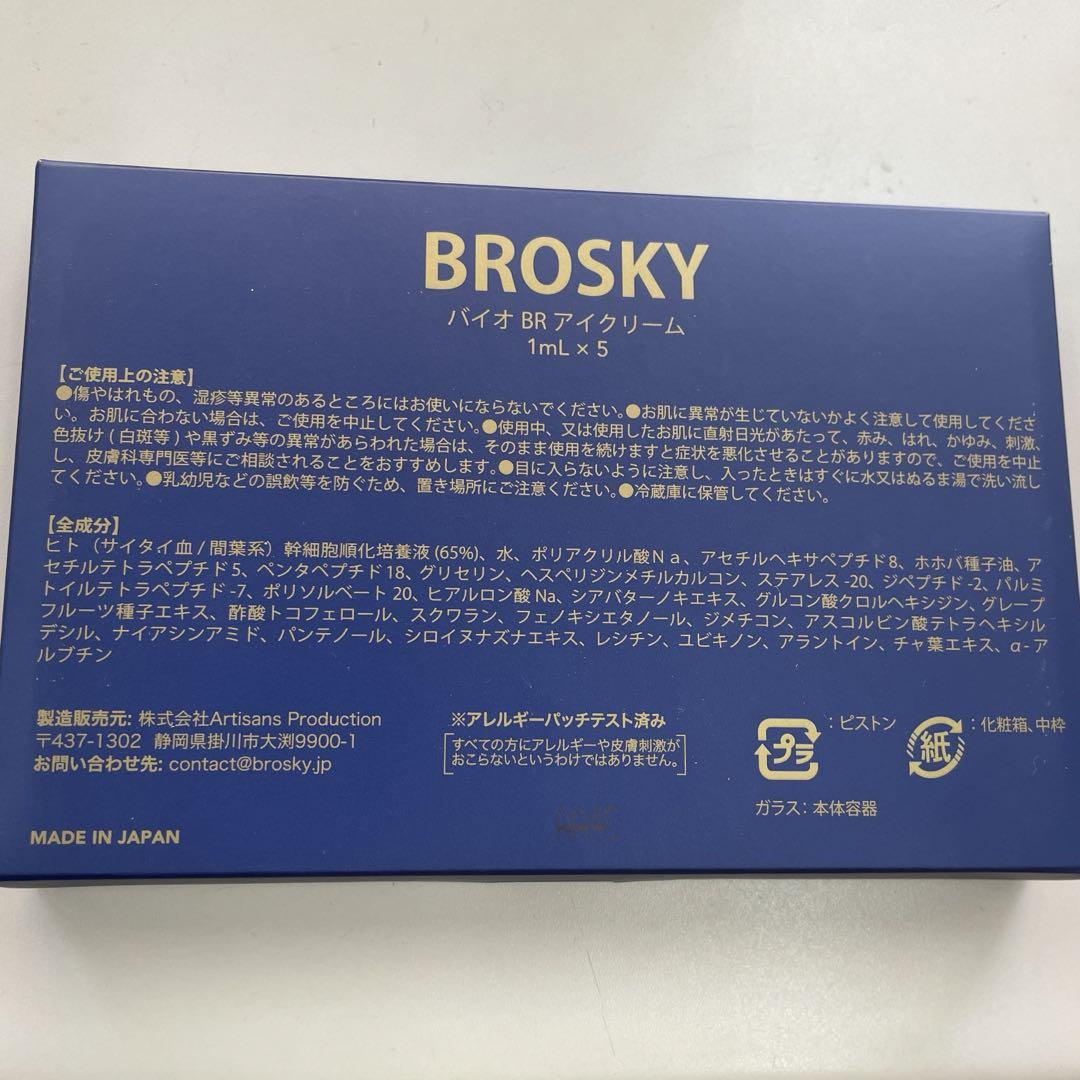 BROSKY
バイオ BR アイクリーム
1mL × 5
【ご使用上の注意】
●傷やはれもの、湿疹等異常のあるところにはお使いにならないでください。●お肌に異常が生じていないかよく注意して使用してくださ
い。お肌に合わない場合は、ご使用を中止してください。●使用中、又は使用したお肌に直射日光があたって、赤み、はれ、かゆみ、刺激、
色抜け(白斑等)や黒ずみ等の異常があらわれた場合は、そのまま使用を続けますと症状を悪化させることがありますので、ご使用を中止
し、皮膚科専門医等にご相談されることをおすすめします。●目に入らないように注意し、入ったときはすぐに水又はぬるま湯で洗い流し
てください。●乳幼児などの誤飲等を防ぐため、置き場所にご注意ください。●冷蔵庫に保管してください。
【全成分】
ヒト（サイタイ血/間葉系）幹細胞順化培養液(65%)、水、ポリアクリル酸Na、アセチルヘキサペプチド8、ホホバ種子油、ア
セチルテトラペプチド5、ペンタペプチド18、グリセリン、ヘスペリジンメチルカルコン、ステアレス-20、ジペプチド-2、パルミ
トイルテトラペプチド-7、ポリソルベート20、ヒアルロン酸Na、シアバターノキエキス、グルコン酸クロルヘキシジン、グレープ
フルーツ種子エキス、酢酸トコフェロール、スクワラン、フェノキシエタノール、ジメチコン、アスコルビン酸テトラヘキシル
デシル、ナイアシンアミド、パンテノール、シロイヌナズナエキス、レシチン、ユビキノン、アラントイン、チャ葉エキス、α-ア
ルブチン
製造販売元: 株式会社Artisans Production
〒437-1302 静岡県掛川市大渕9900-1
お問い合わせ先: contact@brosky.jp
MADE IN JAPAN
※アレルギーパッチテスト済み
すべての方にアレルギーや皮膚刺激が
おこらないというわけではありません。
プラ：ピストン
紙：化粧箱、中枠
ガラス：本体容器